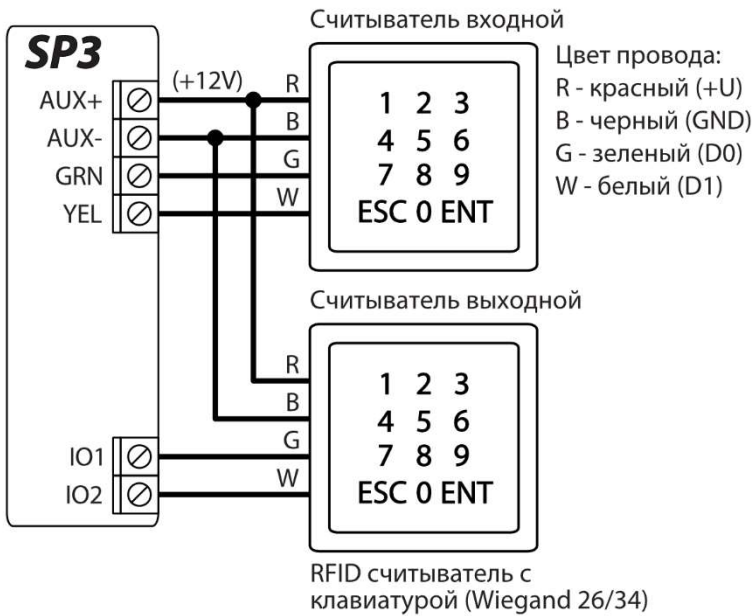 SP3
AUX+
AUX-
GRN
YEL
IO1
IO2
(+12V)
Считыватель входной
R
B
G
W
1 2 3
4 5 6
7 8 9
ESC 0 ENT
Цвет провода:
R - красный (+U)
B - черный (GND)
G - зеленый (D0)
W - белый (D1)
Считыватель выходной
R
B
G
W
1 2 3
4 5 6
7 8 9
ESC 0 ENT
RFID считыватель с
клавиатурой (Wiegand 26/34)